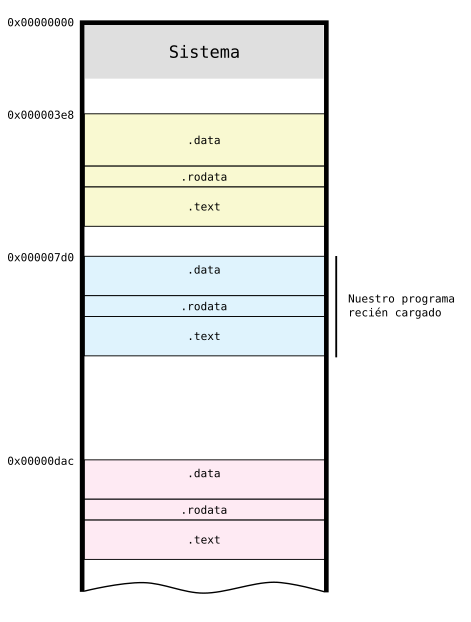 0x00000000
Sistema
0x000003e8
.data
.rodata
.text
0x000007d0
.data
.rodata
.text
Nuestro programa
recién cargado
0x00000dac
.data
.rodata
.text